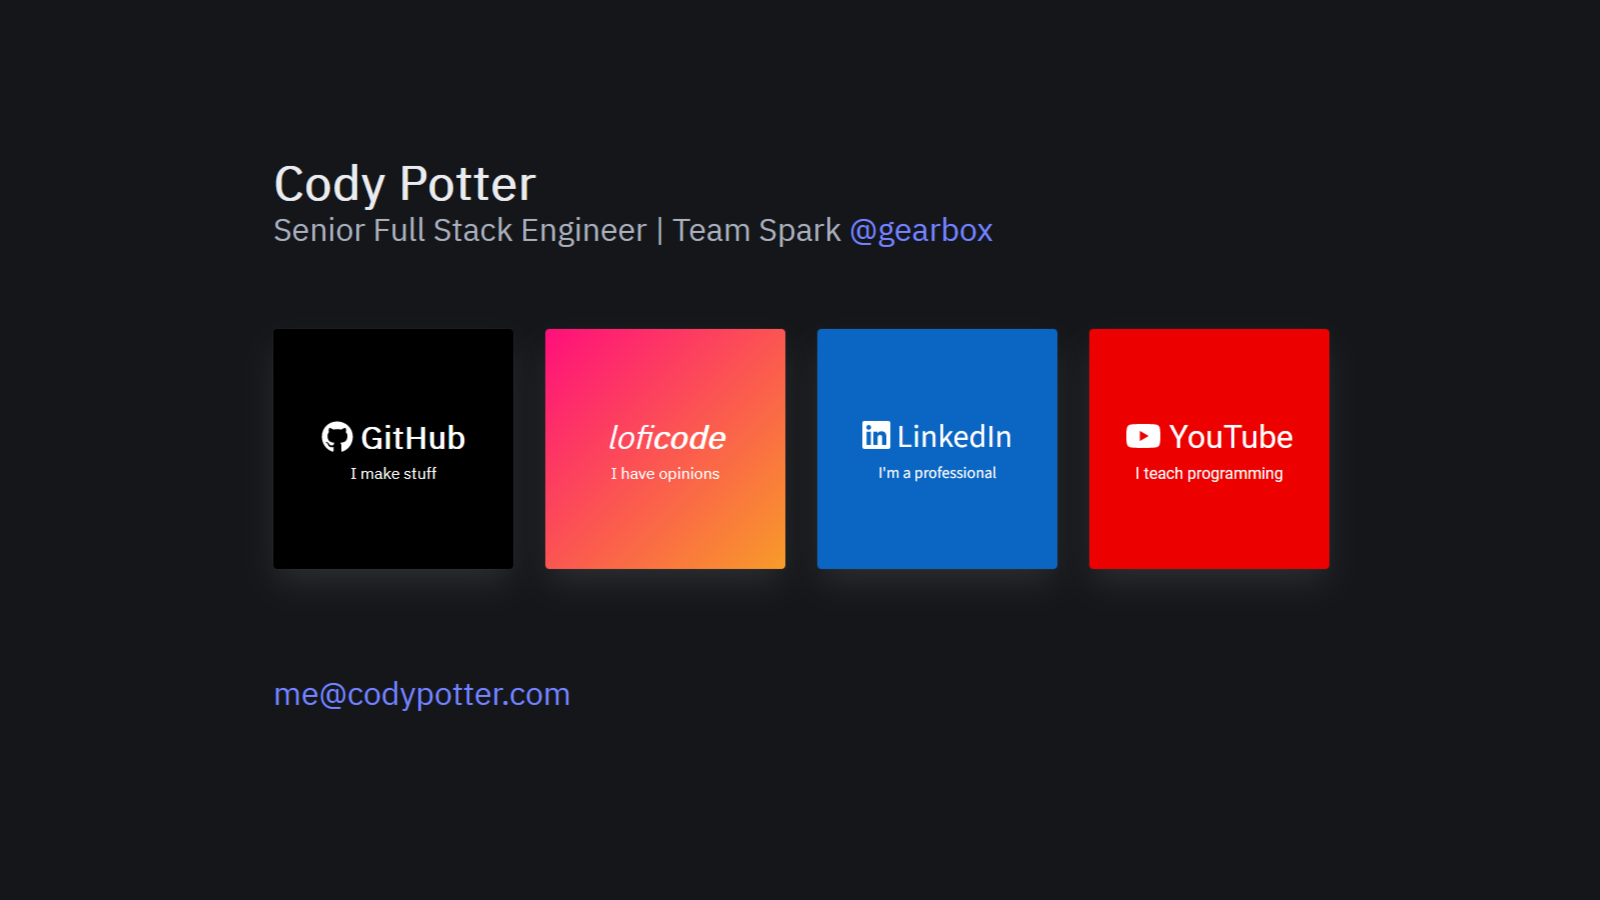 Cody Potter
Senior Full Stack Engineer | Team Spark @gearbox
GitHub
I make stuff
loficode
I have opinions
LinkedIn
I'm a professional
YouTube
I teach programming
me@codypotter.com